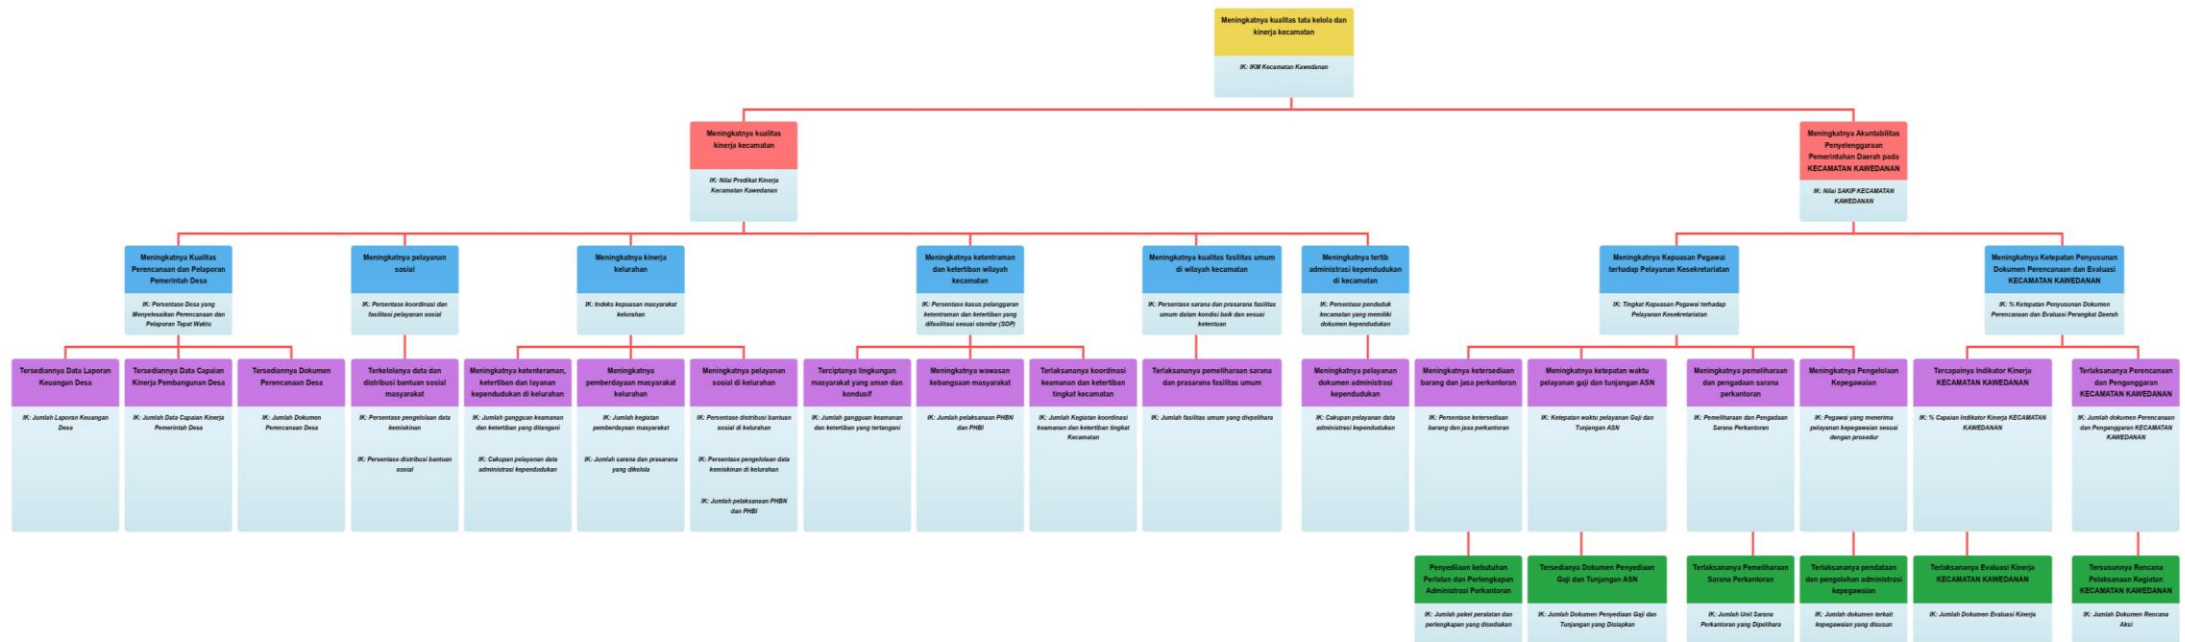 Meningkatnya kualitas tata kelola dan
kinerja kecamatan
IK: IKM Kecamatan Kawedanan
Meningkatnya kualitas
kinerja kecamatan
IK: Nilai Predikat Kinerja
Kecamatan Kawedanan
Meningkatnya Akuntabilitas
Penyelenggaraan
Pemerintahan Daerah pada
KECAMATAN KAWEDANAN
IK: Nilai SAKIP KECAMATAN
KAWEDANAN
Meningkatnya Kualitas
Perencanaan dan Pelaporan
Pemerintah Desa
IK: Persentase Desa yang
Menyelesaikan Perencanaan dan
Pelaporan Tepat Waktu
Meningkatnya pelayanan
sosial
IK: Persentase koordinasi dan
fasilitasi pelayanan sosial
Meningkatnya kinerja
kelurahan
IK: Indeks kepuasan masyarakat
kelurahan
Meningkatnya ketentraman
dan ketertiban wilayah
kecamatan
IK: Persentase kasus pelanggaran
ketentraman dan ketertiban yang
difasilitasi sesuai standar (SOP)
Meningkatnya kualitas fasilitas umum
di wilayah kecamatan
IK: Persentase sarana dan prasarana fasilitas
umum dalam kondisi baik dan sesuai
ketentuan
Meningkatnya tertib
administrasi kependudukan
di kecamatan
IK: Persentase penduduk
kecamatan yang memiliki
dokumen kependudukan
Meningkatnya Kepuasan Pegawai
terhadap Pelayanan Kesekretariatan
IK: Tingkat Kepuasan Pegawai terhadap
Pelayanan Kesekretariatan
Meningkatnya Ketepatan Penyusunan
Dokumen Perencanaan dan Evaluasi
KECAMATAN KAWEDANAN
IK: % Ketepatan Penyusunan Dokumen
Perencanaan dan Evaluasi Perangkat Daerah
Tersediannya Data Laporan
Keuangan Desa
IK: Jumlah Laporan Keuangan
Desa
Tersediannya Data Capaian
Kinerja Pembangunan Desa
IK: Jumlah Data Capaian Kinerja
Pemerintah Desa
Tersediannya Dokumen
Perencanaan Desa
IK: Jumlah Dokumen
Perencanaan Desa
Terkelolanya data dan
distribusi bantuan sosial
masyarakat
IK: Persentase pengelolaan data
kemiskinan
IK: Persentase distribusi bantuan
sosial
Meningkatnya ketenteraman,
ketertiban dan layanan
kependudukan di kelurahan
IK: Jumlah gangguan keamanan
dan ketertiban yang ditangani
IK: Cakupan pelayanan data
administrasi kependudukan
Meningkatnya
pemberdayaan masyarakat
kelurahan
IK: Jumlah kegiatan
pemberdayaan masyarakat
IK: Jumlah sarana dan prasarana
yang dikelola
Meningkatnya pelayanan
sosial di kelurahan
IK: Persentase distribusi bantuan
sosial di kelurahan
IK: Persentase pengelolaan data
kemiskinan di kelurahan
IK: Jumlah pelaksanaan PHBN
dan PHBI
Terciptanya lingkungan
masyarakat yang aman dan
kondusif
IK: Jumlah gangguan keamanan
dan ketertiban yang tertangani
Meningkatnya wawasan
kebangsaan masyarakat
IK: Jumlah pelaksanaan PHBN
dan PHBI
Terlaksananya koordinasi
keamanan dan ketertiban
tingkat kecamatan
IK: Jumlah Kegiatan koordinasi
keamanan dan ketertiban tingkat
Kecamatan
Terlaksananya pemeliharaan sarana
dan prasarana fasilitas umum
IK: Jumlah fasilitas umum yang divpelihara
Meningkatnya pelayanan
dokumen administrasi
kependudukan
IK: Cakupan pelayanan data
administrasi kependudukan
Meningkatnya ketersediaan
barang dan jasa perkantoran
IK: Persentase ketersediaan
barang dan jasa perkantoran
Meningkatnya ketepatan waktu
pelayanan gaji dan tunjangan ASN
IK: Ketepatan waktu pelayanan Gaji dan
Tunjangan ASN
Meningkatnya pemeliharaan
dan pengadaan sarana
perkantoran
IK: Pemeliharaan dan Pengadaan
Sarana Perkantoran
Meningkatnya Pengelolaan
Kepegawaian
IK: Pegawai yang menerima
pelayanan kepegawaian sesuai
dengan prosedur
Tercapainya Indikator Kinerja
KECAMATAN KAWEDANAN
IK: % Capaian Indikator Kinerja KECAMATAN
KAWEDANAN
Terlaksananya Perencanaan
dan Penganggaran
KECAMATAN KAWEDANAN
IK: Jumlah dokumen Perencanaan
dan Penganggaran KECAMATAN
KAWEDANAN
Penyediiaan kebutuhan
Perlatan dan Perlengkapan
Administrasi Perkantoran
IK: Jumlah paket peralatan dan
perlengkapan yang disediakan
Tersedianya Dokumen Penyediaan
Gaji dan Tunjangan ASN
IK: Jumlah Dokumen Penyediaan Gaji dan
Tunjangan yang Disiapkan
Terlaksananya Pemeliharaan
Sarana Perkantoran
IK: Jumlah Unit Sarana
Perkantoran yang Dipelihara
Terlaksananya pendataan
dan pengolahan administrasi
kepegawaian
IK: Jumlah dokumen terkait
kepegawaian yang disusun
Terlaksananya Evaluasi Kinerja
KECAMATAN KAWEDANAN
IK: Jumlah Dokumen Evaluasi Kinerja
Tersusunnya Rencana
Pelaksanaan Kegiatan
KECAMATAN KAWEDANAN
IK: Jumlah Dokumen Rencana
Aksi